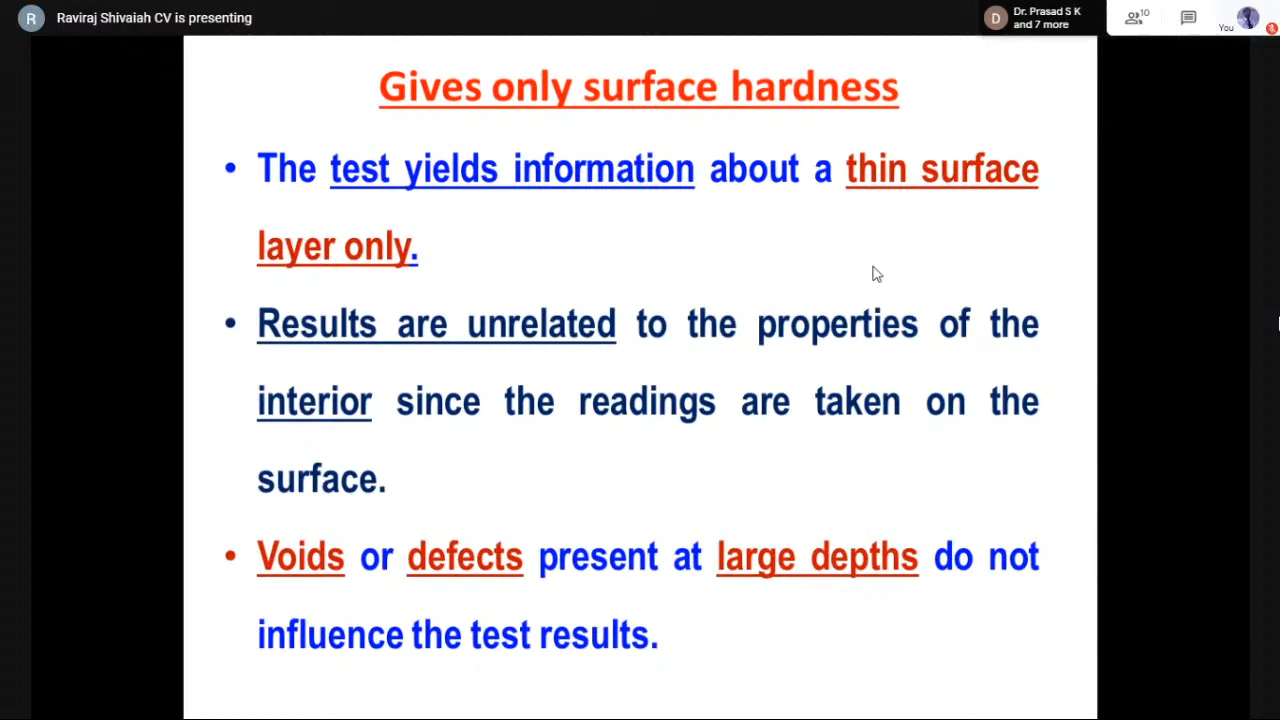 R Raviraj Shivaiah CV is presenting
D Dr. Prasad S K
and 7 more
10
You
Gives only surface hardness
• The test yields information about a thin surface
layer only.
• Results are unrelated to the properties of the
interior since the readings are taken on the
surface.
• Voids or defects present at large depths do not
influence the test results.